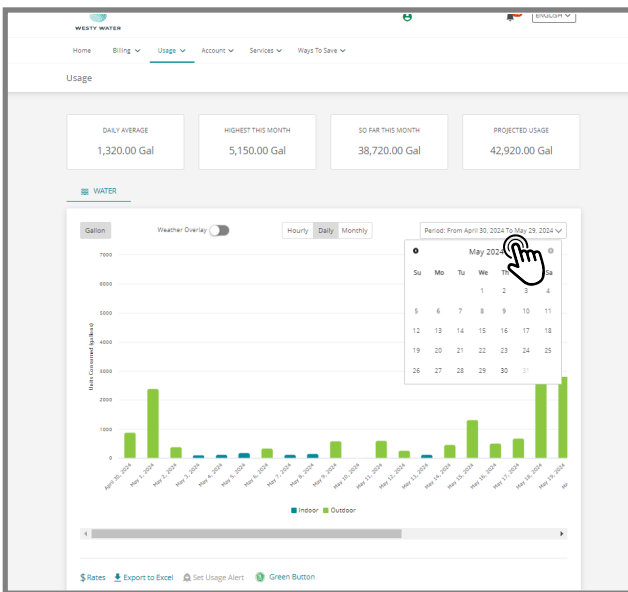 WESTY WATER
ENGLISH
Home Billing Usage Account Services Ways To Save
Usage
DAILY AVERAGE HIGHEST THIS MONTH SO FAR THIS MONTH PROJECTED USAGE
1,320.00 Gal 5,150.00 Gal 38,720.00 Gal 42,920.00 Gal
WATER
Gallon Weather Overlay Hourly Daily Monthly Period: From April 30, 2024 To May 29, 2024
May 2024
Su Mo Tu We Th Sa
1 2 3 4
5 6 7 8 9 10 11
12 13 14 15 16 17 18
19 20 21 22 23 24 25
26 27 28 29 30 31
Units Consumed (gallons)
7000
6000
5000
4000
3000
2000
1000
0
April 30, 2024 May 1, 2024 May 2, 2024 May 3, 2024 May 4, 2024 May 5, 2024 May 6, 2024 May 7, 2024 May 8, 2024 May 9, 2024 May 10, 2024 May 11, 2024 May 12, 2024 May 13, 2024 May 14, 2024 May 15, 2024 May 16, 2024 May 17, 2024 May 18, 2024 May 19, 2024
Indoor Outdoor
$ Rates Export to Excel Set Usage Alert Green Button